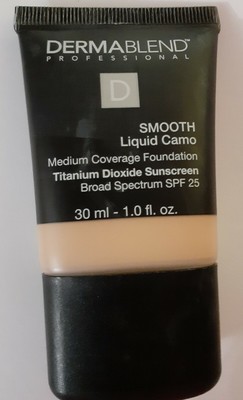 DERMABLEND™
PROFESSIONAL
D
SMOOTH
Liquid Camo
Medium Coverage Foundation
Titanium Dioxide Sunscreen
Broad Spectrum SPF 25
30 ml - 1.0 fl. oz.